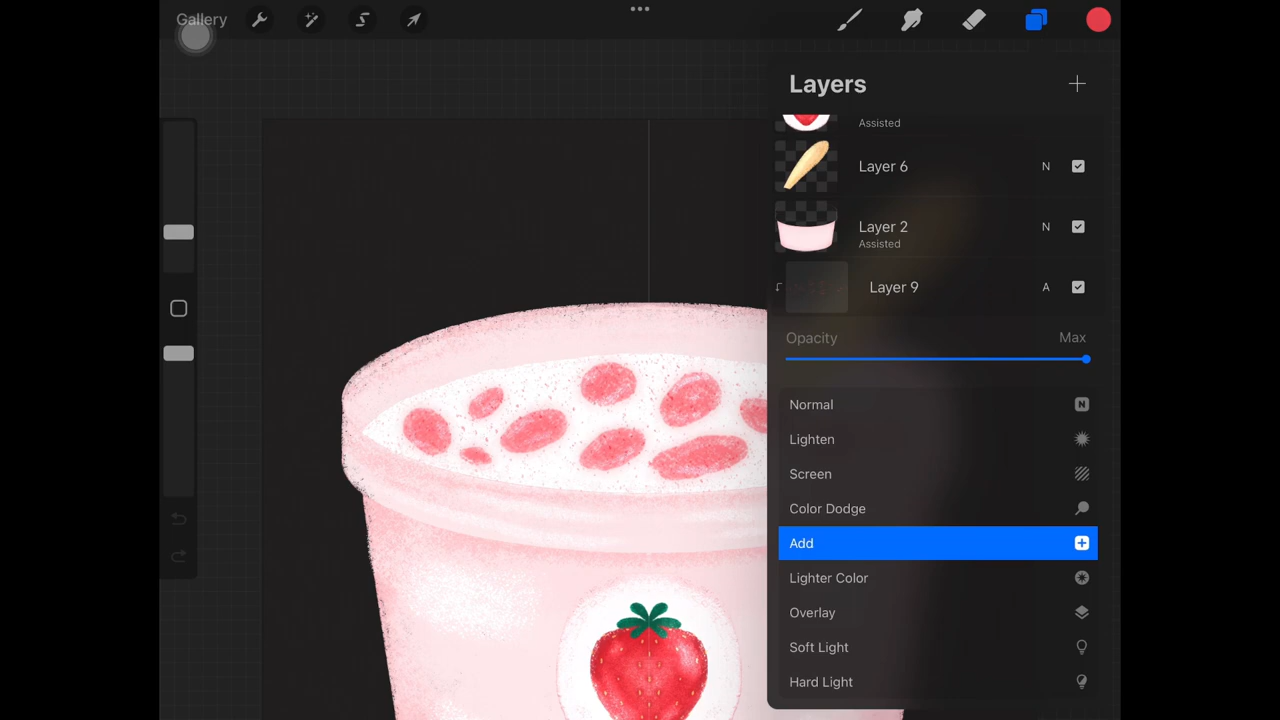 Gallery
Layers
Assisted
Layer 6
N
Layer 2
N
Assisted
Layer 9
A
Opacity
Max
Normal
N
Lighten
Screen
Color Dodge
Add
Lighter Color
Overlay
Soft Light
Hard Light